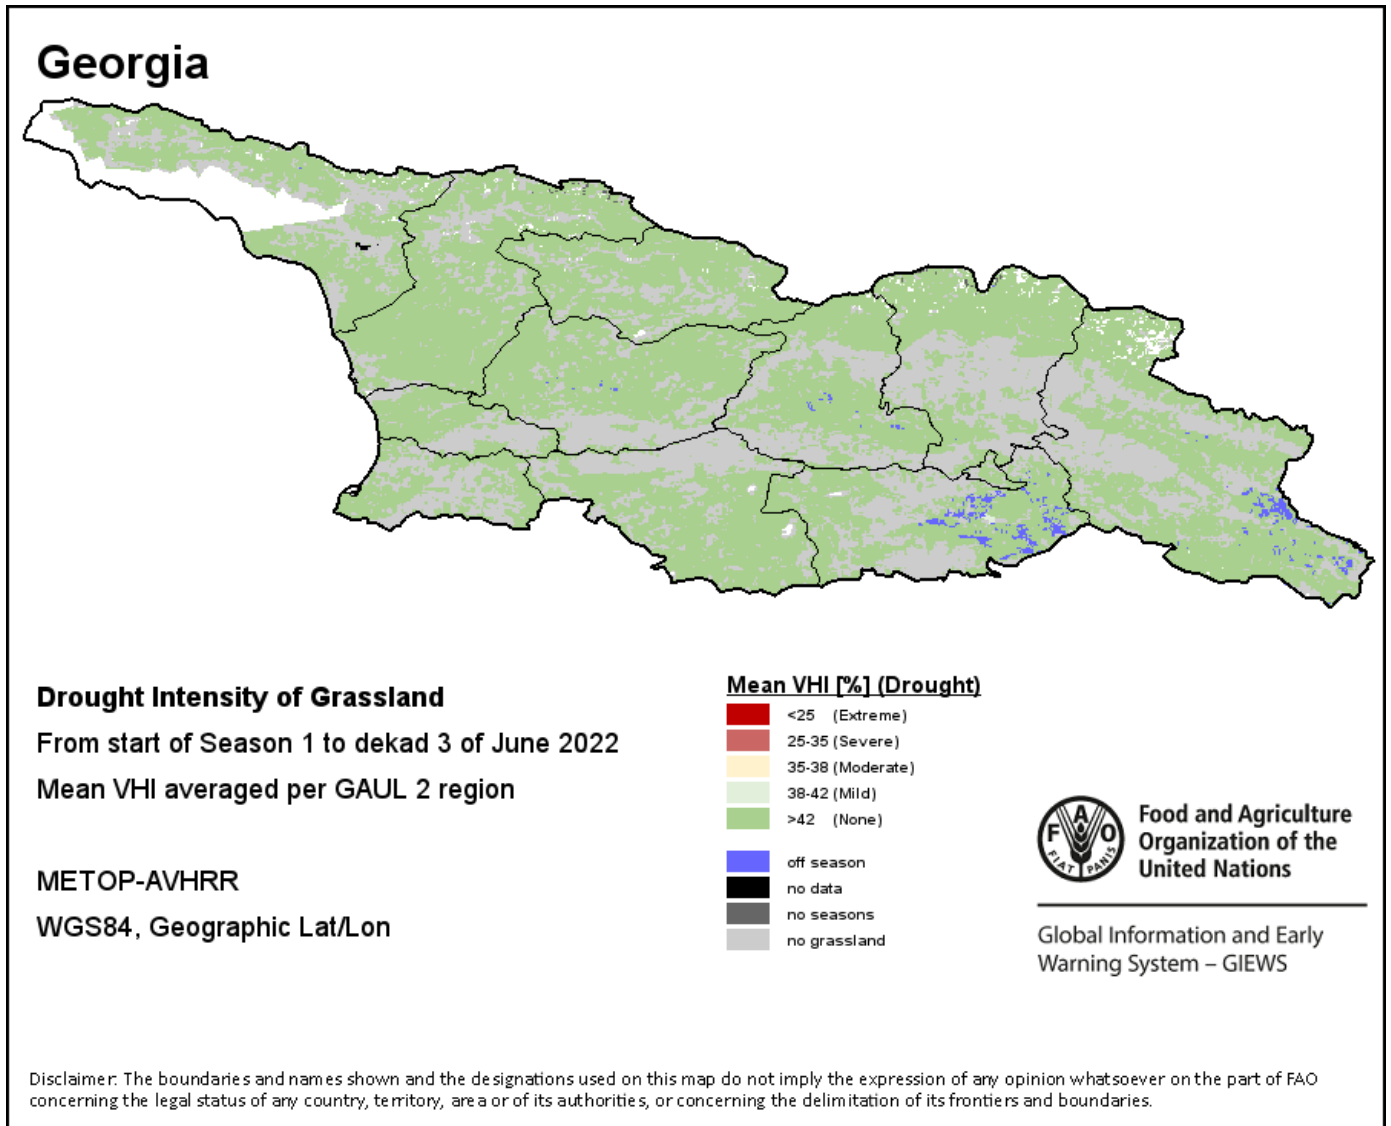 Georgia
Drought Intensity of Grassland
From start of Season 1 to dekad 3 of June 2022
Mean VHI averaged per GAUL 2 region
METOP-AVHRR
WGS84, Geographic Lat/Lon
Mean VHI [%] (Drought)
<25 (Extreme)
25-35 (Severe)
35-38 (Moderate)
38-42 (Mild)
>42 (None)
off season
no data
no seasons
no grassland
F A O
FIAT PANIS
Food and Agriculture
Organization of the
United Nations
Global Information and Early
Warning System – GIEWS
Disclaimer: The boundaries and names shown and the designations used on this map do not imply the expression of any opinion whatsoever on the part of FAO
concerning the legal status of any country, territory, area or of its authorities, or concerning the delimitation of its frontiers and boundaries.